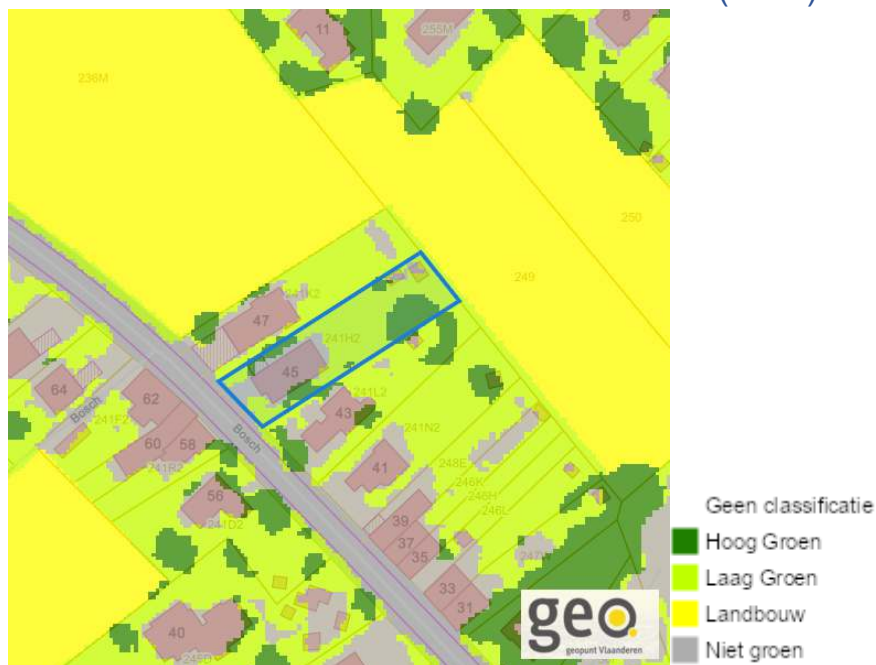 11
255M
8
236M
250
249
241K2
47
241H2
45
64
62
Bosch
241F2
60
58
241R2
Bosch
241L2
43
241N2
41
248E
246K
246H
246L
56
241D2
39
37
35
33
31
40
geo
geopunt Vlaanderen
Geen classificatie
Hoog Groen
Laag Groen
Landbouw
Niet groen